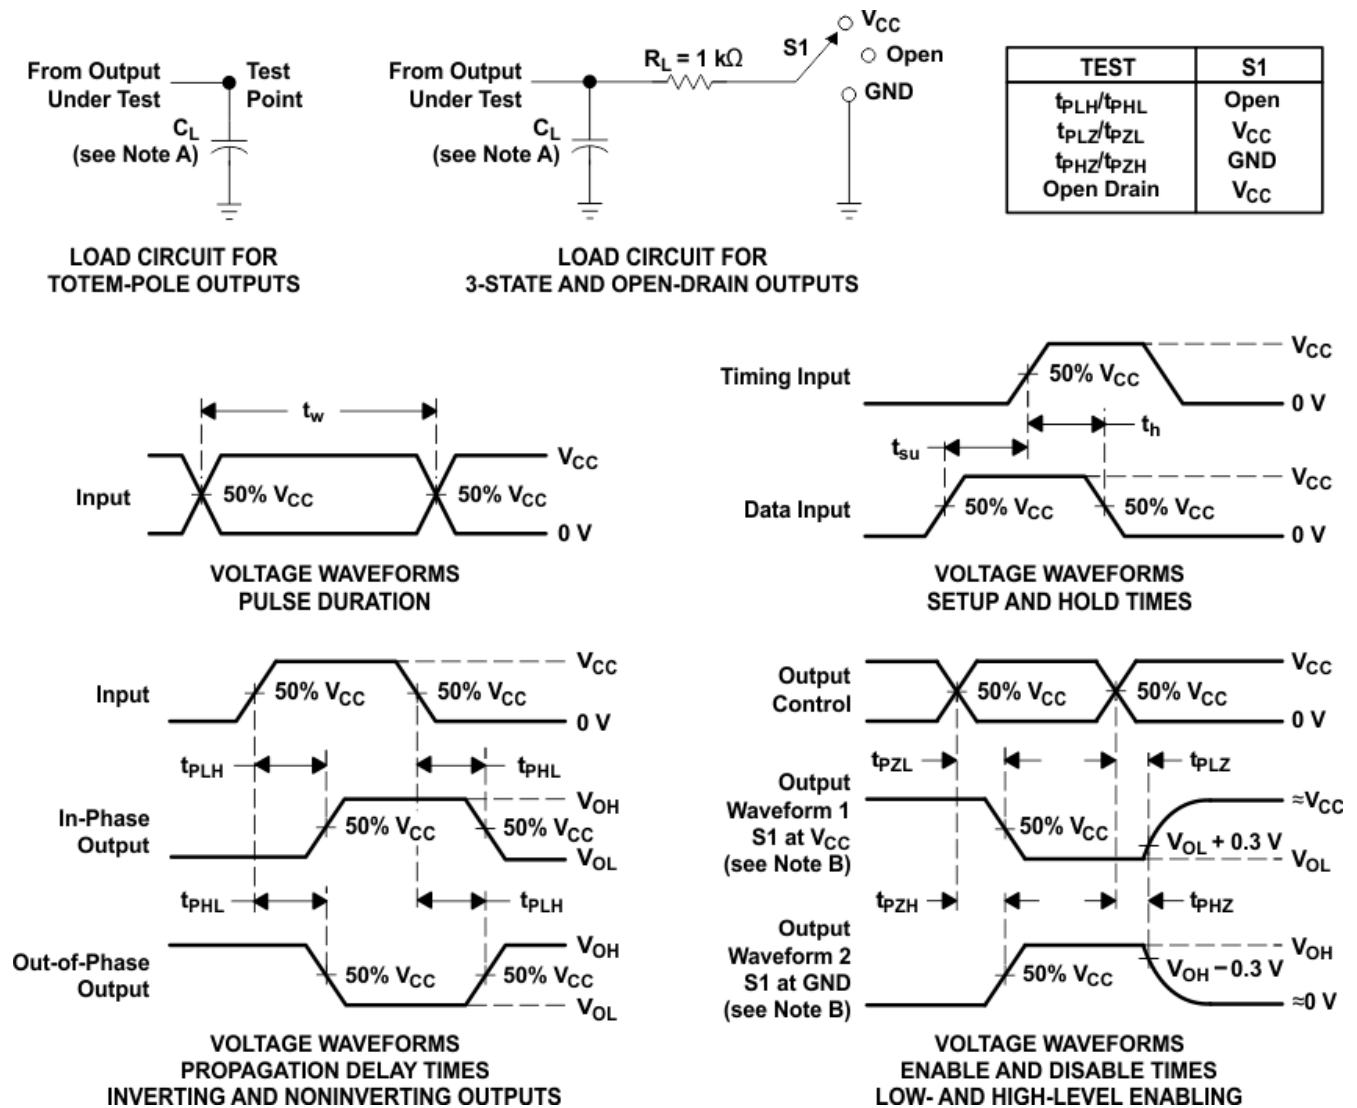 From Output
Under Test
Test
Point
CL
(see Note A)
LOAD CIRCUIT FOR
TOTEM-POLE OUTPUTS
From Output
Under Test
CL
(see Note A)
RL = 1 kΩ
S1
VCC
Open
GND
LOAD CIRCUIT FOR
3-STATE AND OPEN-DRAIN OUTPUTS
TEST S1
tPLH/tPHL Open
tPLZ/tPZL VCC
tPHZ/tPZH GND
Open Drain VCC
tw
Input
50% VCC
50% VCC
VCC
0 V
VOLTAGE WAVEFORMS
PULSE DURATION
Timing Input
50% VCC
VCC
0 V
th
tsu
Data Input
50% VCC
50% VCC
VCC
0 V
VOLTAGE WAVEFORMS
SETUP AND HOLD TIMES
Input
50% VCC
50% VCC
VCC
0 V
tPLH
tPHL
In-Phase
Output
50% VCC
50% VCC
VOH
VOL
tPHL
tPLH
Out-of-Phase
Output
50% VCC
50% VCC
VOH
VOL
VOLTAGE WAVEFORMS
PROPAGATION DELAY TIMES
INVERTING AND NONINVERTING OUTPUTS
Output
Control
50% VCC
50% VCC
VCC
0 V
tPZL
tPLZ
Output
Waveform 1
S1 at VCC
(see Note B)
50% VCC
VOL + 0.3 V
≈VCC
VOL
tPZH
tPHZ
Output
Waveform 2
S1 at GND
(see Note B)
50% VCC
VOH − 0.3 V
VOH
≈0 V
VOLTAGE WAVEFORMS
ENABLE AND DISABLE TIMES
LOW- AND HIGH-LEVEL ENABLING